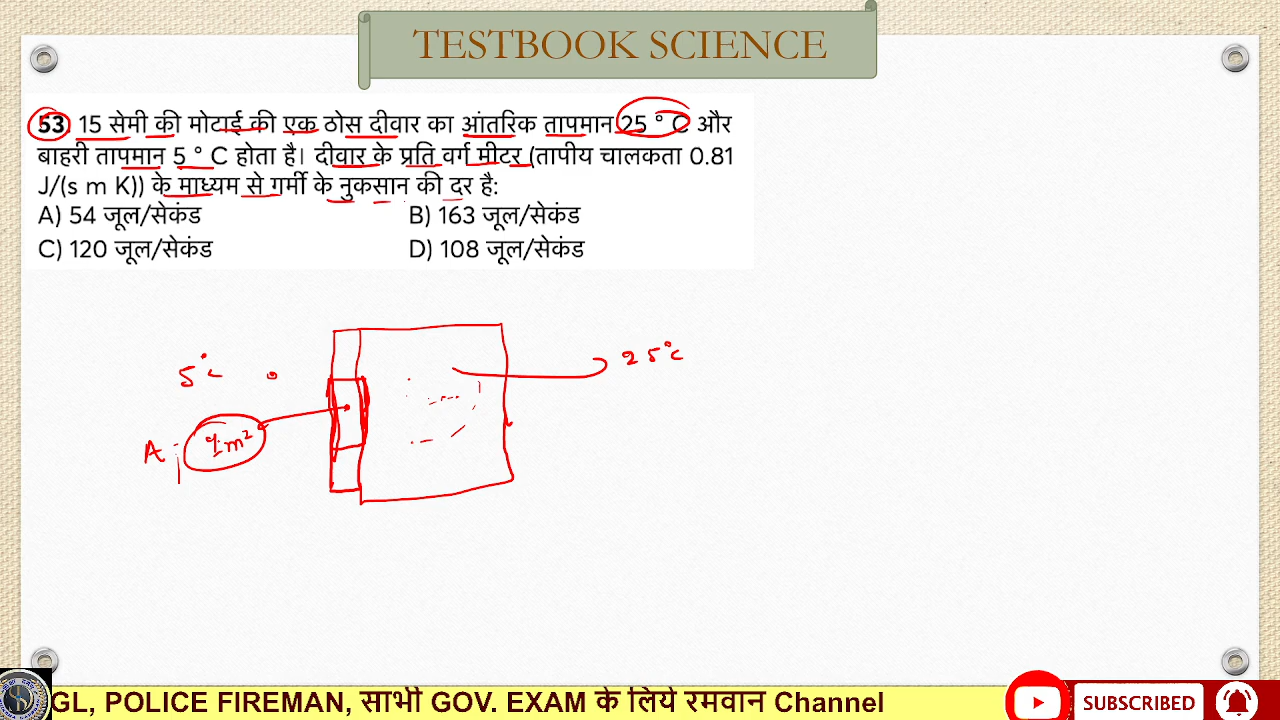 TESTBOOK SCIENCE
53) 15 सेमी की मोटाई की एक ठोस दीवार का आंतरिक तापमान 25 ° C और
बाहरी तापमान 5 ° C होता है। दीवार के प्रति वर्ग मीटर (तापीय चालकता 0.81
J/(s m K)) के माध्यम से गर्मी के नुकसान की दर है:
A) 54 जूल/सेकंड B) 163 जूल/सेकंड
C) 120 जूल/सेकंड D) 108 जूल/सेकंड
5°c 25°c
A
GL, POLICE FIREMAN, साभी GOV. EXAM के लिये रमवान Channel
SUBSCRIBED